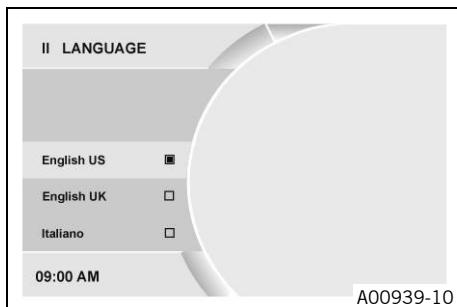 II LANGUAGE
English US
English UK
Italiano
09:00 AM
A00939-10